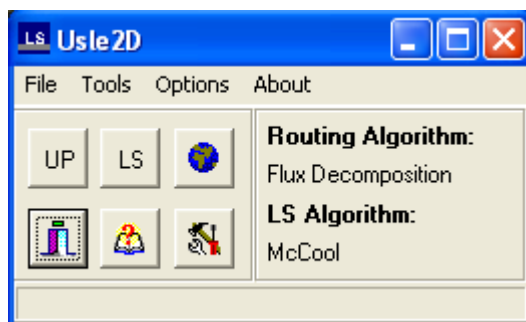 LS Usle2D
File Tools Options About
UP LS
Routing Algorithm:
Flux Decomposition
LS Algorithm:
McCool